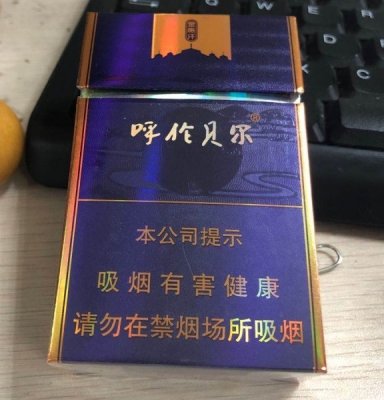 呼伦贝尔®
本公司提示
吸烟有害健康
请勿在禁烟场所吸烟